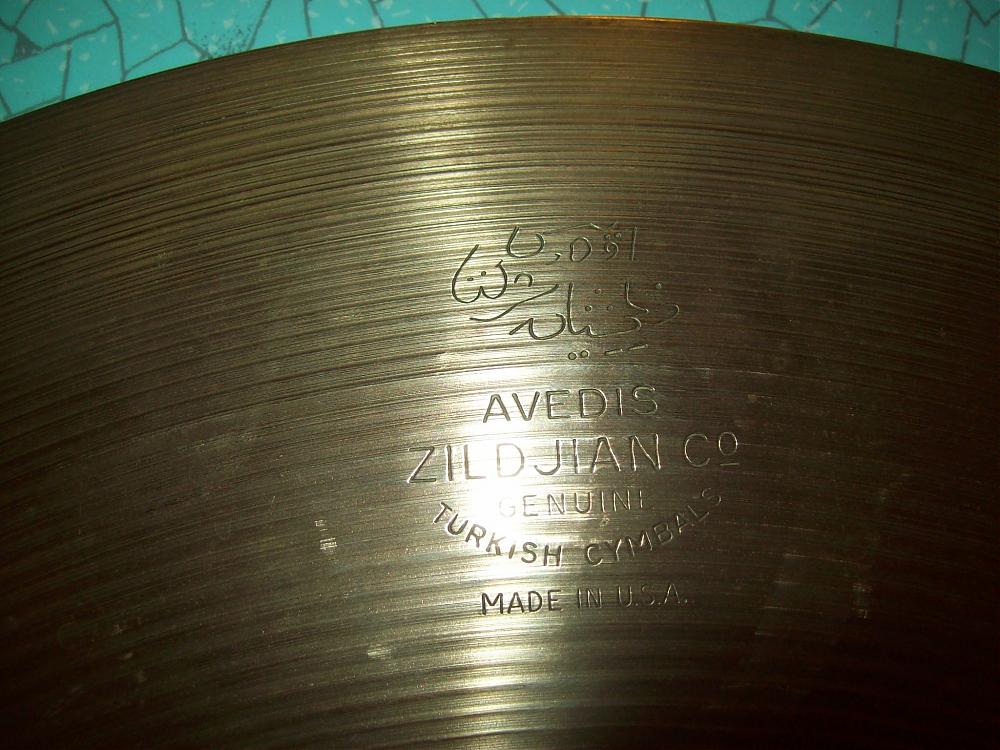 AVEDIS
ZILDJIAN Co
GENUINE
TURKISH CYMBALS
MADE IN U.S.A.